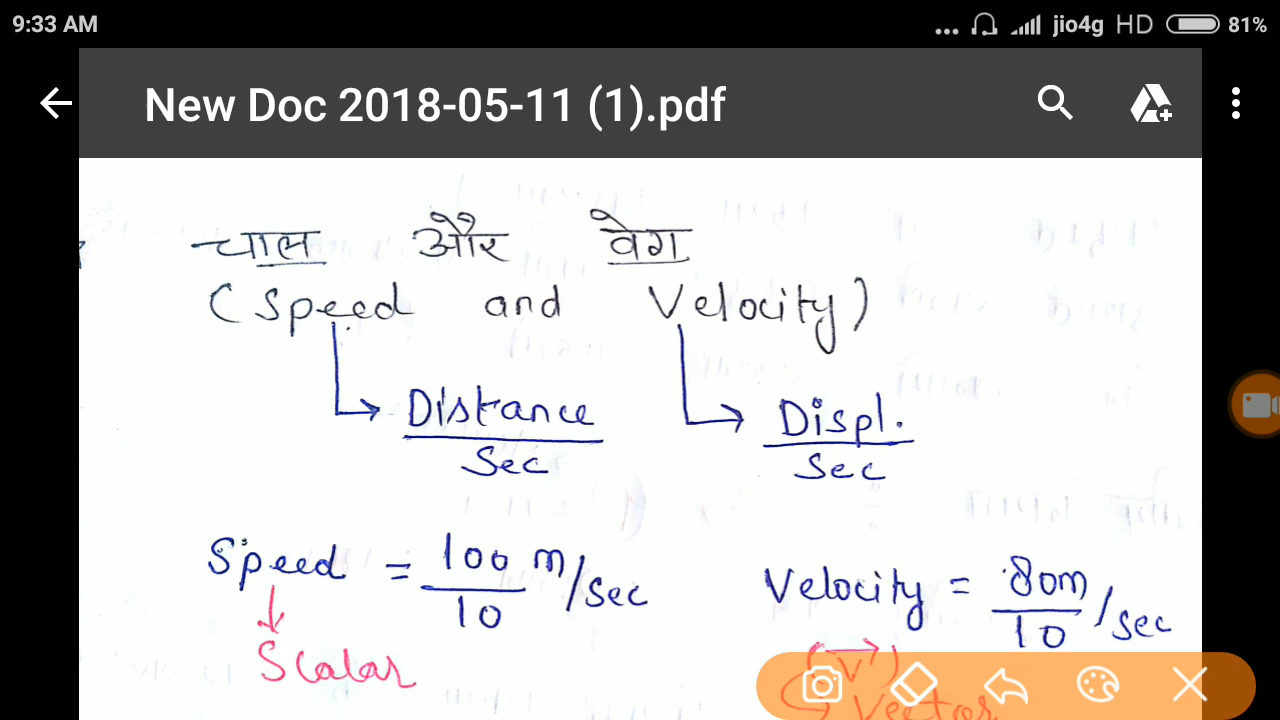 9:33 AM ... jio4g HD 81%
New Doc 2018-05-11 (1).pdf
चाल और वेग
(Speed and Velocity)
Distance Displ.
Sec Sec
Speed = 100 m/sec Velocity = 80m/sec
10 10
Scalar (V)
Vector